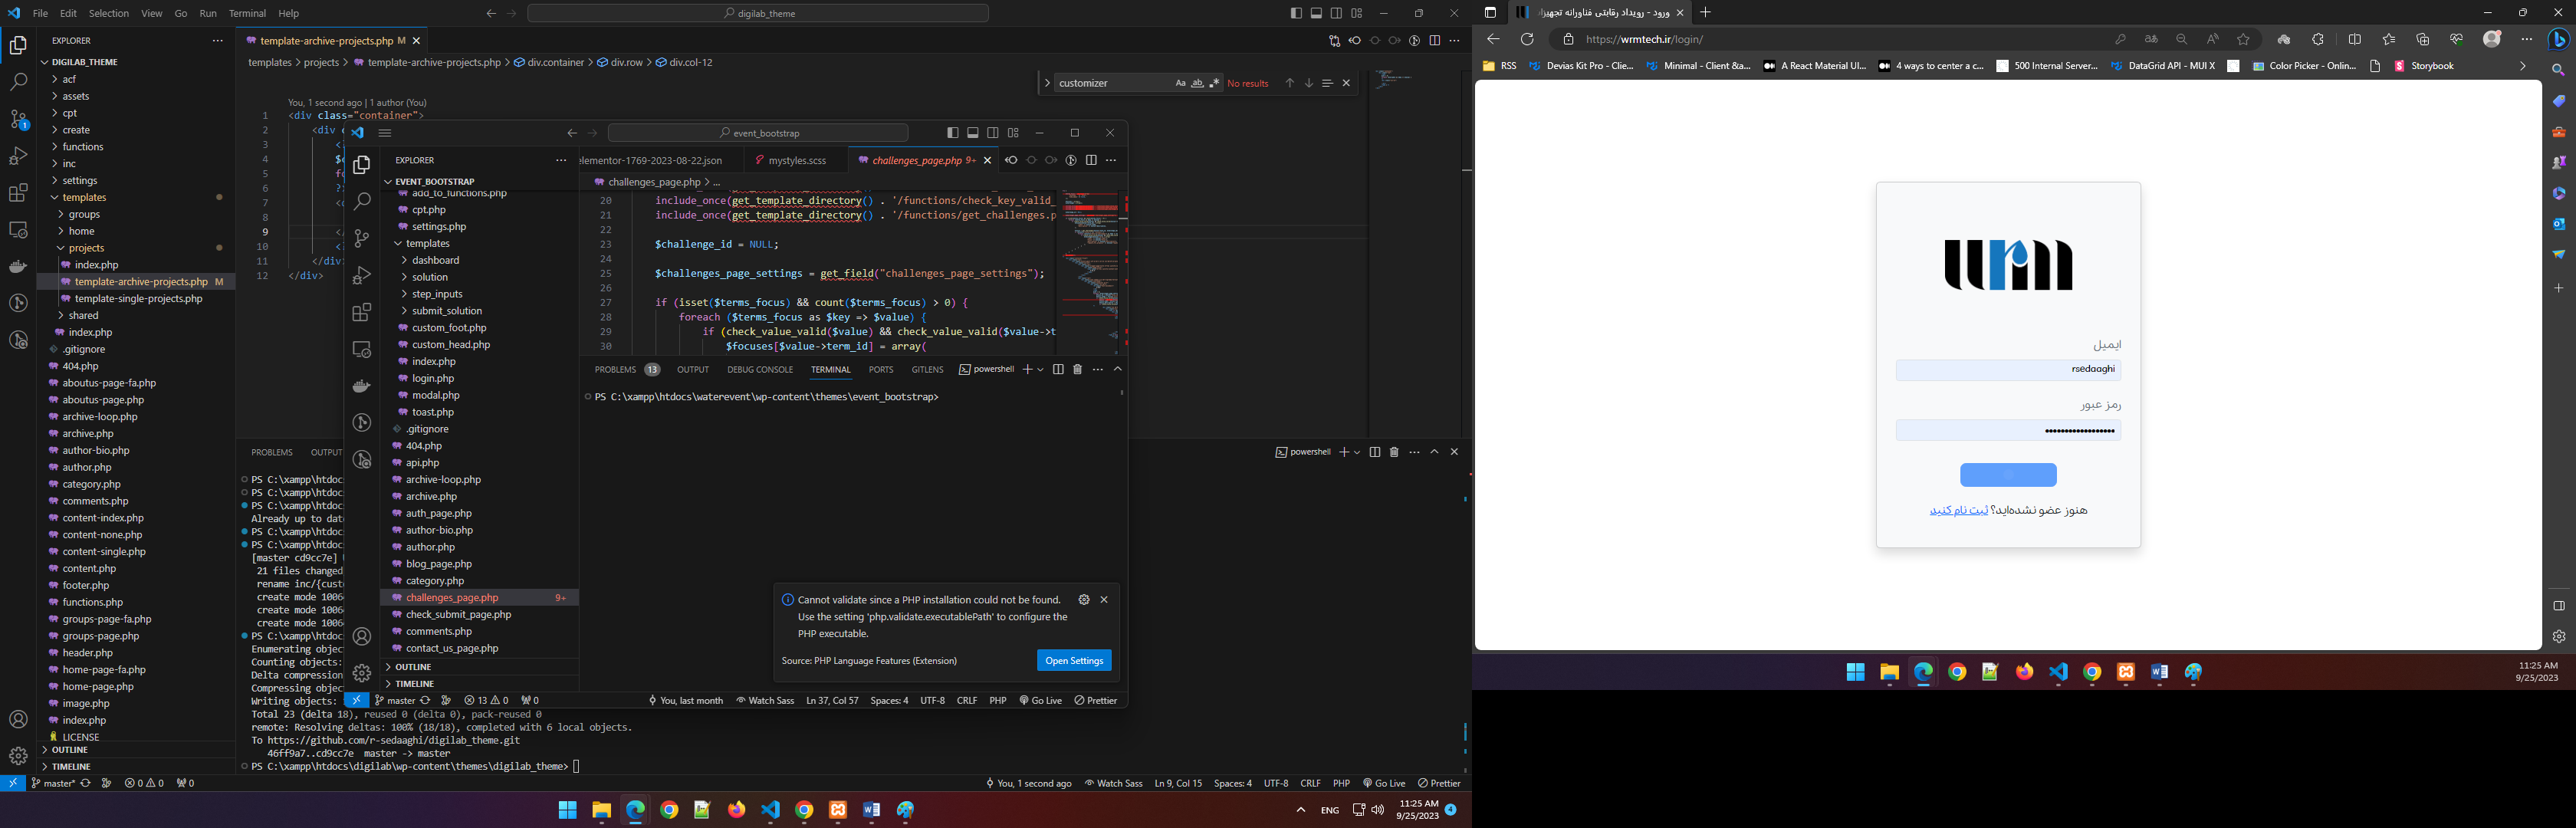 File Edit Selection View Go Run Terminal Help
digilab_theme
EXPLORER
DIGILAB_THEME
acf
assets
cpt
create
functions
inc
settings
templates
groups
home
projects
index.php
template-archive-projects.php M
template-single-projects.php
shared
index.php
.gitignore
404.php
aboutus-page-fa.php
aboutus-page.php
archive-loop.php
archive.php
author-bio.php
author.php
category.php
comments.php
content-index.php
content-none.php
content-single.php
content.php
footer.php
functions.php
groups-page-fa.php
groups-page.php
header.php
home-page-fa.php
home-page.php
image.php
index.php
LICENSE
OUTLINE
TIMELINE
template-archive-projects.php M
templates > projects > template-archive-projects.php > div.container > div.row > div.col-12
customizer Aa ab No results
You, 1 second ago | 1 author (You)
1 <div class="container">
2 <div c
3 <
4 $
5 fo
6 ?
7 <
8
9 </
10 <
11 </di
12 </div>
event_bootstrap
EXPLORER
EVENT_BOOTSTRAP
add_to_functions.php
cpt.php
settings.php
templates
dashboard
solution
step_inputs
submit_solution
custom_foot.php
custom_head.php
index.php
login.php
modal.php
toast.php
.gitignore
404.php
api.php
archive-loop.php
archive.php
auth_page.php
author-bio.php
author.php
blog_page.php
category.php
challenges_page.php 9+
check_submit_page.php
comments.php
contact_us_page.php
OUTLINE
TIMELINE
elementor-1769-2023-08-22.json mystyles.scss challenges_page.php 9+
challenges_page.php > ...
20 include_once(get_template_directory() . '/functions/check_key_valid_
21 include_once(get_template_directory() . '/functions/get_challenges.p
22
23 $challenge_id = NULL;
24
25 $challenges_page_settings = get_field("challenges_page_settings");
26
27 if (isset($terms_focus) && count($terms_focus) > 0) {
28 foreach ($terms_focus as $key => $value) {
29 if (check_value_valid($value) && check_value_valid($value->t
30 $focuses[$value->term_id] = array(
PROBLEMS 13 OUTPUT DEBUG CONSOLE TERMINAL PORTS GITLENS powershell
PS C:\xampp\htdocs\waterevent\wp-content\themes\event_bootstrap>
Cannot validate since a PHP installation could not be found.
Use the setting 'php.validate.executablePath' to configure the
PHP executable.
Source: PHP Language Features (Extension) Open Settings
master 13 0 0 You, last month Watch Sass Ln 37, Col 57 Spaces: 4 UTF-8 CRLF PHP Go Live Prettier
PROBLEMS OUTPUT powershell
PS C:\xampp\htdoc
PS C:\xampp\htdoc
PS C:\xampp\htdoc
Already up to dat
PS C:\xampp\htdoc
PS C:\xampp\htdoc
[master cd9cc7e]
21 files changed
rename inc/{cust
create mode 1006
create mode 1006
create mode 1006
PS C:\xampp\htdoc
Enumerating objec
Counting objects:
Delta compression
Compressing objec
Writing objects:
Total 23 (delta 18), reused 0 (delta 0), pack-reused 0
remote: Resolving deltas: 100% (18/18), completed with 6 local objects.
To https://github.com/r-sedaaghi/digilab_theme.git
46ff9a7..cd9cc7e master -> master
PS C:\xampp\htdocs\digilab\wp-content\themes\digilab_theme>
master* 0 0 0 You, 1 second ago Watch Sass Ln 9, Col 15 Spaces: 4 UTF-8 CRLF PHP Go Live Prettier
ENG
11:25 AM
9/25/2023
4
ورود - رویداد رقابتی فناورانه تجهیزا
https://wrmtech.ir/login/
RSS Devias Kit Pro - Clie... Minimal - Client &a... A React Material UI... 4 ways to center a c... 500 Internal Server... DataGrid API - MUI X Color Picker - Onlin... Storybook
wrm
ایمیل
rsedaaghi
رمز عبور
هنوز عضو نشده‌اید؟ ثبت نام کنید
11:25 AM
9/25/2023